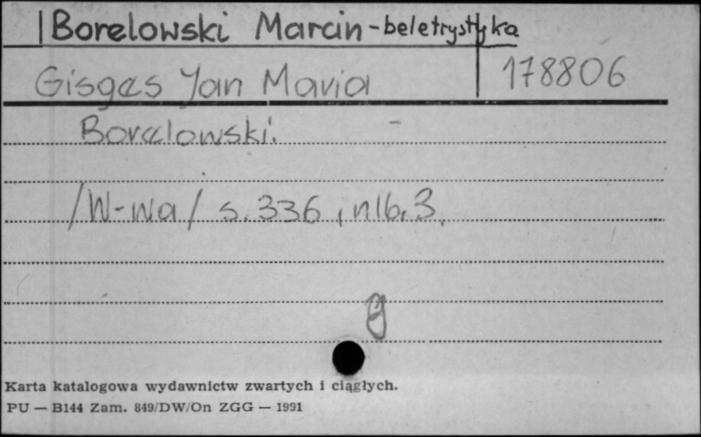 Borelowski Marcin - beletrystyka
Gisges Jan Maria 178806
Borelowski.
/W-wa/ s. 336, nlb. 3.
g
Karta katalogowa wydawnictw zwartych i ciągłych.
PU — B144 Zam. 849/DW/On ZGG — 1991